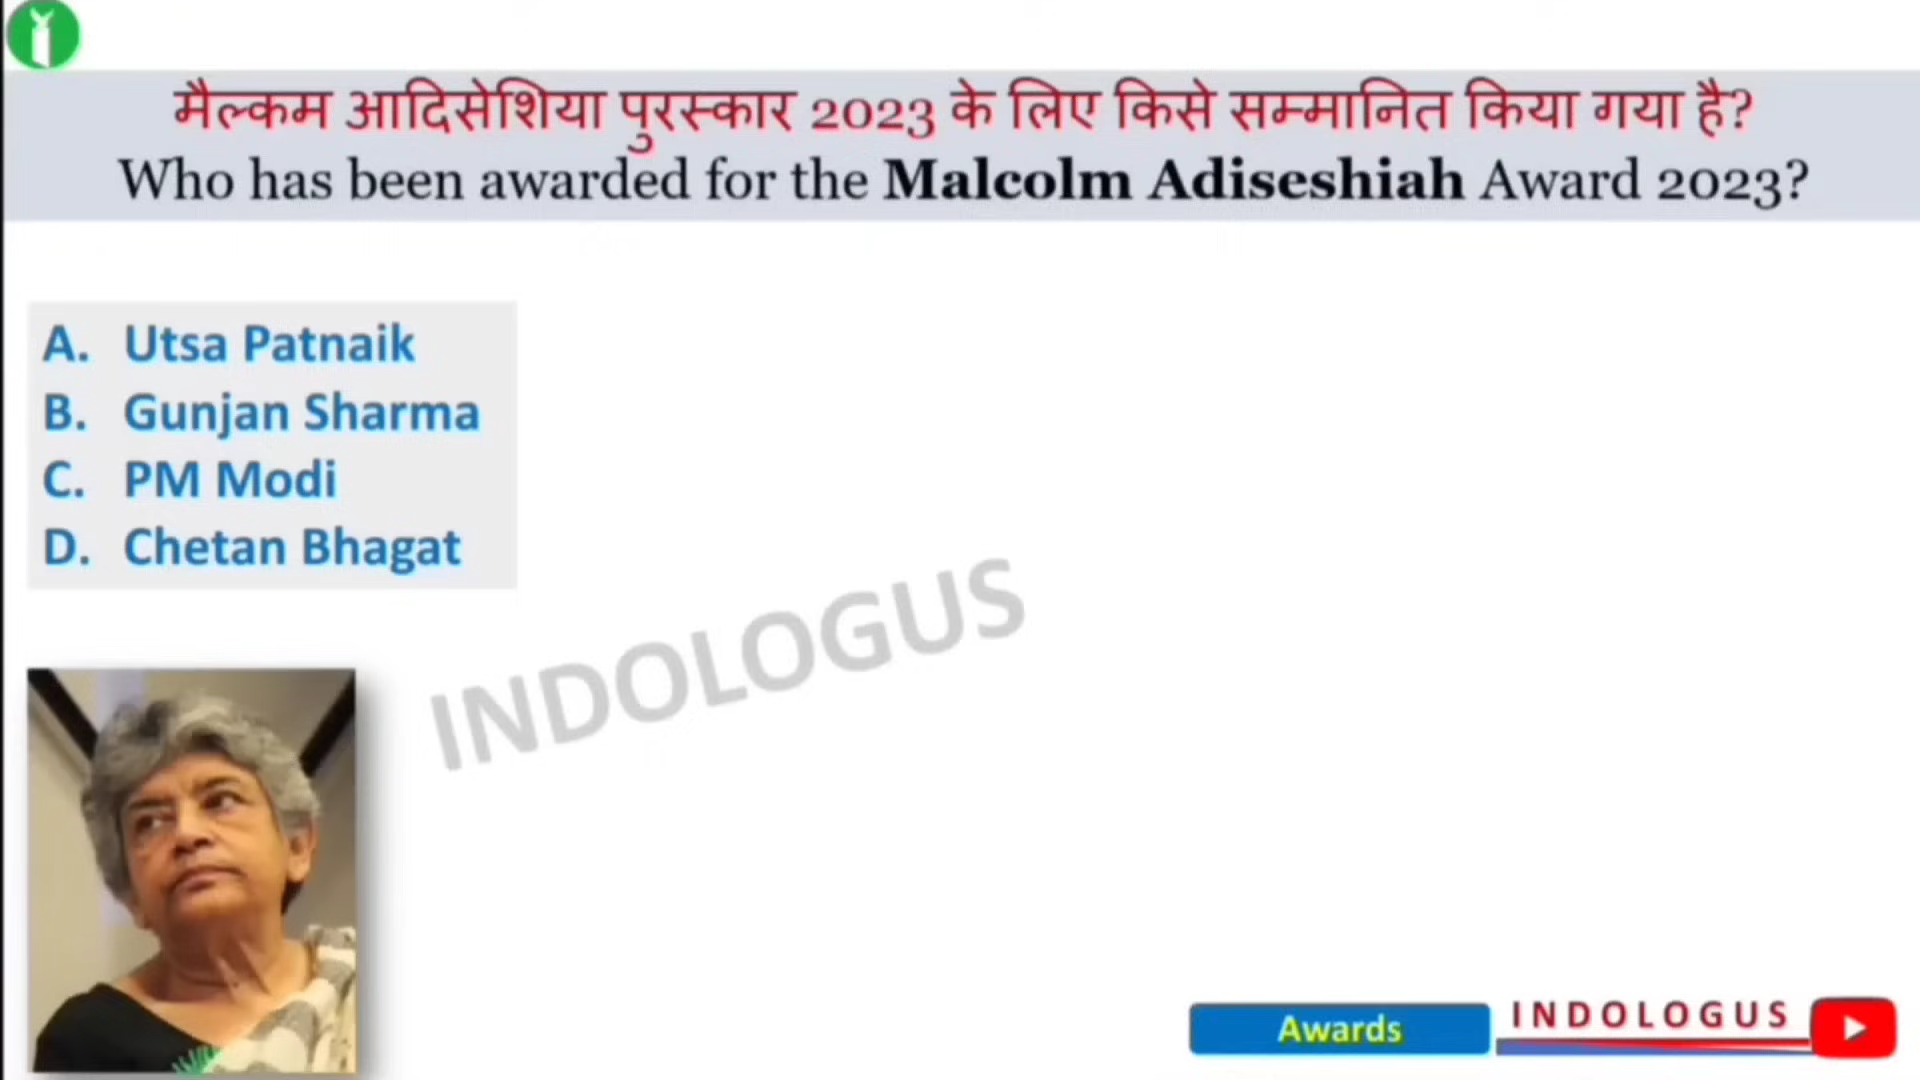 मैल्कम आदिसेशिया पुरस्कार 2023 के लिए किसे सम्मानित किया गया है?
Who has been awarded for the Malcolm Adiseshiah Award 2023?
A. Utsa Patnaik
B. Gunjan Sharma
C. PM Modi
D. Chetan Bhagat
INDOLOGUS
Awards
INDOLOGUS